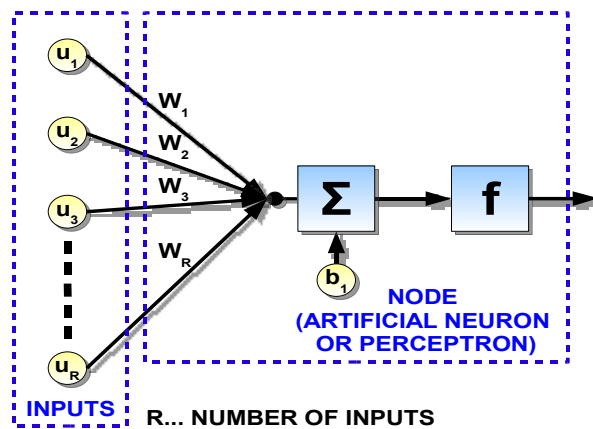 u1
W1
u2
W2
u3
W3
Σ
f
WR
b1
NODE
(ARTIFICIAL NEURON
OR PERCEPTRON)
uR
INPUTS
R... NUMBER OF INPUTS